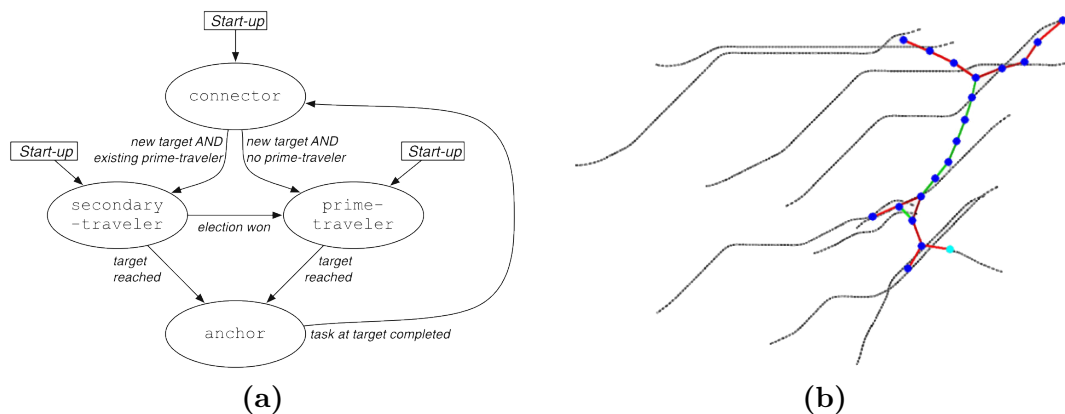 Start-up
connector
new target AND
existing prime-traveler
new target AND
no prime-traveler
Start-up
Start-up
secondary
-traveler
election won
prime-
traveler
target
reached
target
reached
anchor
task at target completed
(a)
(b)